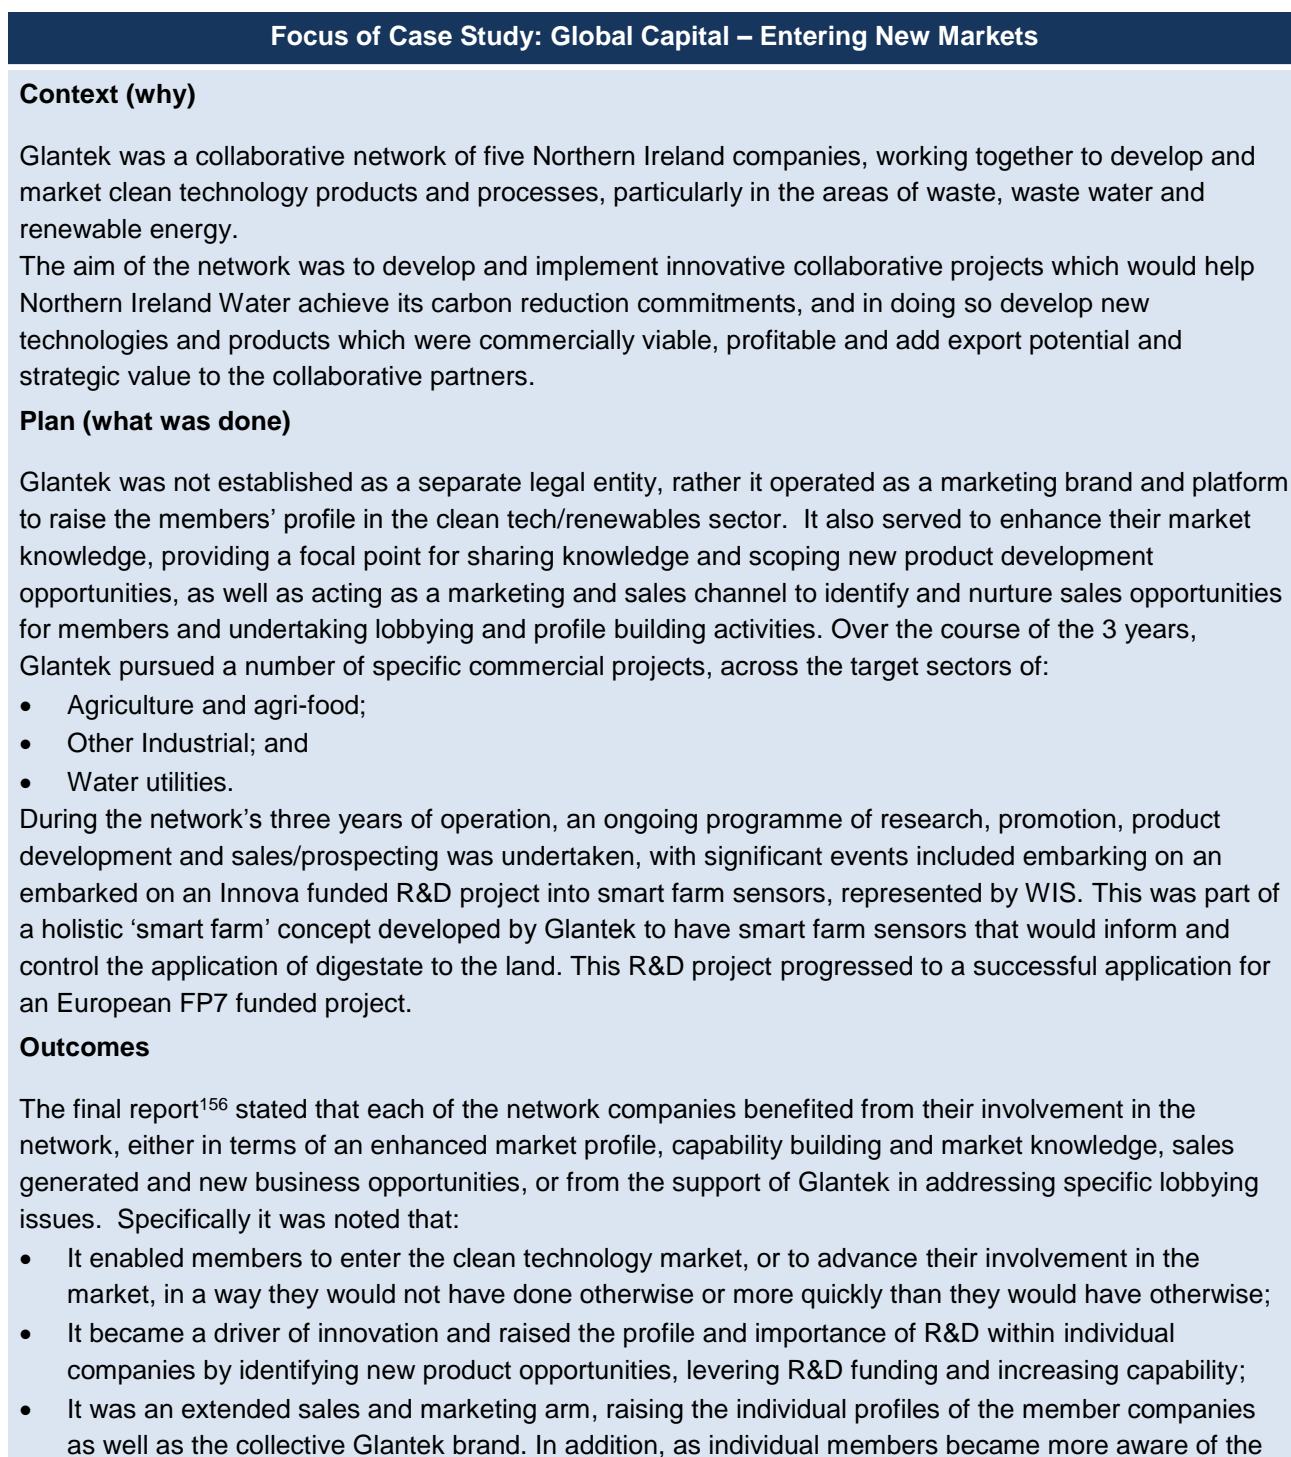 Focus of Case Study: Global Capital – Entering New Markets
Context (why)
Glantek was a collaborative network of five Northern Ireland companies, working together to develop and
market clean technology products and processes, particularly in the areas of waste, waste water and
renewable energy.
The aim of the network was to develop and implement innovative collaborative projects which would help
Northern Ireland Water achieve its carbon reduction commitments, and in doing so develop new
technologies and products which were commercially viable, profitable and add export potential and
strategic value to the collaborative partners.
Plan (what was done)
Glantek was not established as a separate legal entity, rather it operated as a marketing brand and platform
to raise the members’ profile in the clean tech/renewables sector.  It also served to enhance their market
knowledge, providing a focal point for sharing knowledge and scoping new product development
opportunities, as well as acting as a marketing and sales channel to identify and nurture sales opportunities
for members and undertaking lobbying and profile building activities. Over the course of the 3 years,
Glantek pursued a number of specific commercial projects, across the target sectors of:
• Agriculture and agri-food;
• Other Industrial; and
• Water utilities.
During the network’s three years of operation, an ongoing programme of research, promotion, product
development and sales/prospecting was undertaken, with significant events included embarking on an
embarked on an Innova funded R&D project into smart farm sensors, represented by WIS. This was part of
a holistic ‘smart farm’ concept developed by Glantek to have smart farm sensors that would inform and
control the application of digestate to the land. This R&D project progressed to a successful application for
an European FP7 funded project.
Outcomes
The final report156 stated that each of the network companies benefited from their involvement in the
network, either in terms of an enhanced market profile, capability building and market knowledge, sales
generated and new business opportunities, or from the support of Glantek in addressing specific lobbying
issues.  Specifically it was noted that:
• It enabled members to enter the clean technology market, or to advance their involvement in the
market, in a way they would not have done otherwise or more quickly than they would have otherwise;
• It became a driver of innovation and raised the profile and importance of R&D within individual
companies by identifying new product opportunities, levering R&D funding and increasing capability;
• It was an extended sales and marketing arm, raising the individual profiles of the member companies
as well as the collective Glantek brand. In addition, as individual members became more aware of the